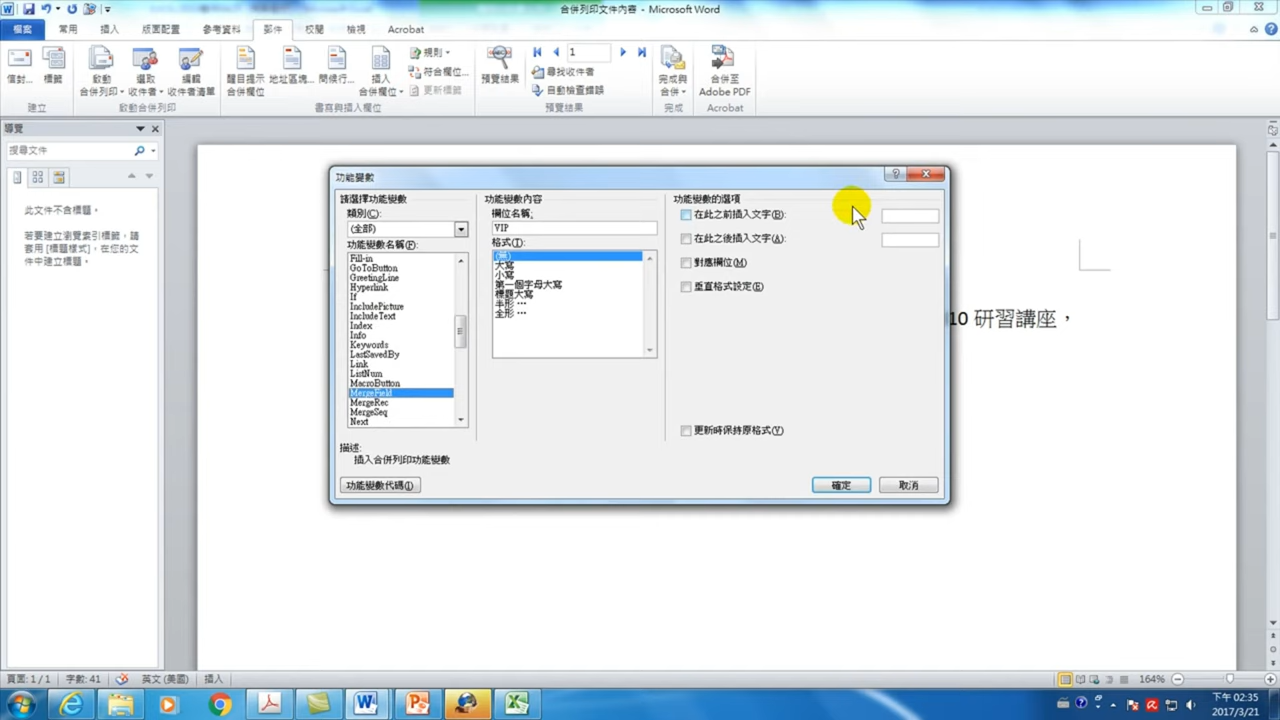 合併列印文件內容 - Microsoft Word
檔案 常用 插入 版面配置 參考資料 郵件 校閱 檢視 Acrobat
信封... 標籤 啟動 合併列印 選取 收件者 編輯 收件者清單 醒目提示 合併欄位 地址區塊... 問候行... 插入 合併欄位 規則 符合欄位... 更新標籤 預覽結果 1 尋找收件者 自動檢查錯誤 完成與 合併 合併至 Adobe PDF
建立 啟動合併列印 書寫與插入欄位 預覽結果 完成 Acrobat
導覽
搜尋文件
此文件不含標題。
若要建立瀏覽索引標籤，請
套用 [標題樣式]，在您的文
件中建立標題。
10 研習講座，
功能變數
請選擇功能變數
類別(C):
(全部)
功能變數名稱(F):
Fill-in
GoToButton
GreetingLine
Hyperlink
If
IncludePicture
IncludeText
Index
Info
Keywords
LastSavedBy
Link
ListNum
MacroButton
MergeField
MergeRec
MergeSeq
Next
描述:
插入合併列印功能變數
功能變數代碼(I)
功能變數內容
欄位名稱:
VIP
格式(T):
(無)
大寫
小寫
第一個字母大寫
標題大寫
半形 …
全形 …
功能變數的選項
在此之前插入文字(B):
在此之後插入文字(A):
對應欄位(M)
垂直格式設定(E)
更新時保持原格式(V)
確定 取消
頁面: 1/1 字數: 41 英文 (美國) 插入 164%
下午 02:35
2017/3/21